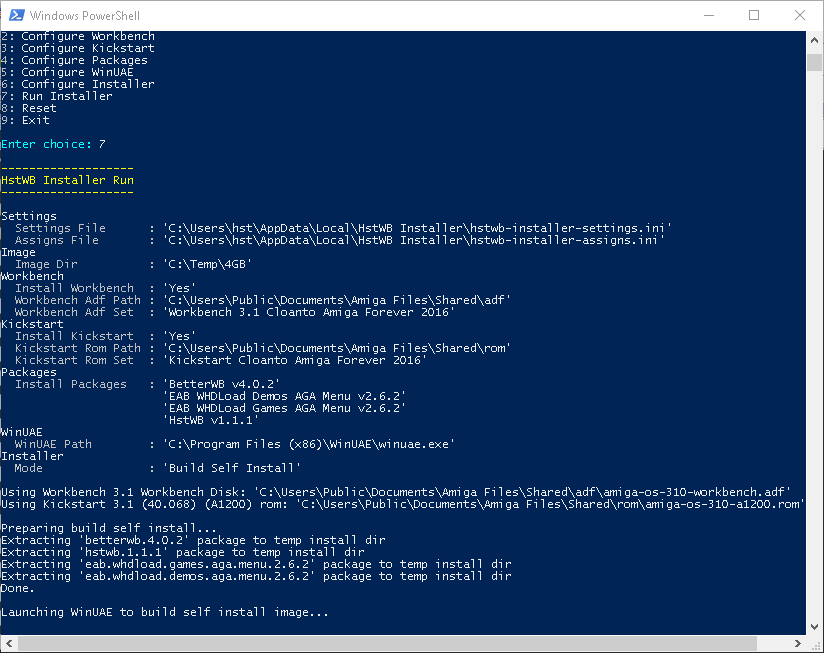 Windows PowerShell
2: Configure Workbench
3: Configure Kickstart
4: Configure Packages
5: Configure WinUAE
6: Configure Installer
7: Run Installer
8: Reset
9: Exit
Enter choice: 7
-------------------
HstWB Installer Run
-------------------
Settings
  Settings File      : 'C:\Users\hst\AppData\Local\HstWB Installer\hstwb-installer-settings.ini'
  Assigns File       : 'C:\Users\hst\AppData\Local\HstWB Installer\hstwb-installer-assigns.ini'
Image
  Image Dir          : 'C:\Temp\4GB'
Workbench
  Install Workbench  : 'Yes'
  Workbench Adf Path : 'C:\Users\Public\Documents\Amiga Files\Shared\adf'
  Workbench Adf Set  : 'Workbench 3.1 Cloanto Amiga Forever 2016'
Kickstart
  Install Kickstart  : 'Yes'
  Kickstart Rom Path : 'C:\Users\Public\Documents\Amiga Files\Shared\rom'
  Kickstart Rom Set  : 'Kickstart Cloanto Amiga Forever 2016'
Packages
  Install Packages   : 'BetterWB v4.0.2'
                       'EAB WHDLoad Demos AGA Menu v2.6.2'
                       'EAB WHDLoad Games AGA Menu v2.6.2'
                       'HstWB v1.1.1'
WinUAE
  WinUAE Path        : 'C:\Program Files (x86)\WinUAE\winuae.exe'
Installer
  Mode               : 'Build Self Install'
Using Workbench 3.1 Workbench Disk: 'C:\Users\Public\Documents\Amiga Files\Shared\adf\amiga-os-310-workbench.adf'
Using Kickstart 3.1 (40.068) (A1200) rom: 'C:\Users\Public\Documents\Amiga Files\Shared\rom\amiga-os-310-a1200.rom'
Preparing build self install...
Extracting 'betterwb.4.0.2' package to temp install dir
Extracting 'hstwb.1.1.1' package to temp install dir
Extracting 'eab.whdload.games.aga.menu.2.6.2' package to temp install dir
Extracting 'eab.whdload.demos.aga.menu.2.6.2' package to temp install dir
Done.
Launching WinUAE to build self install image...